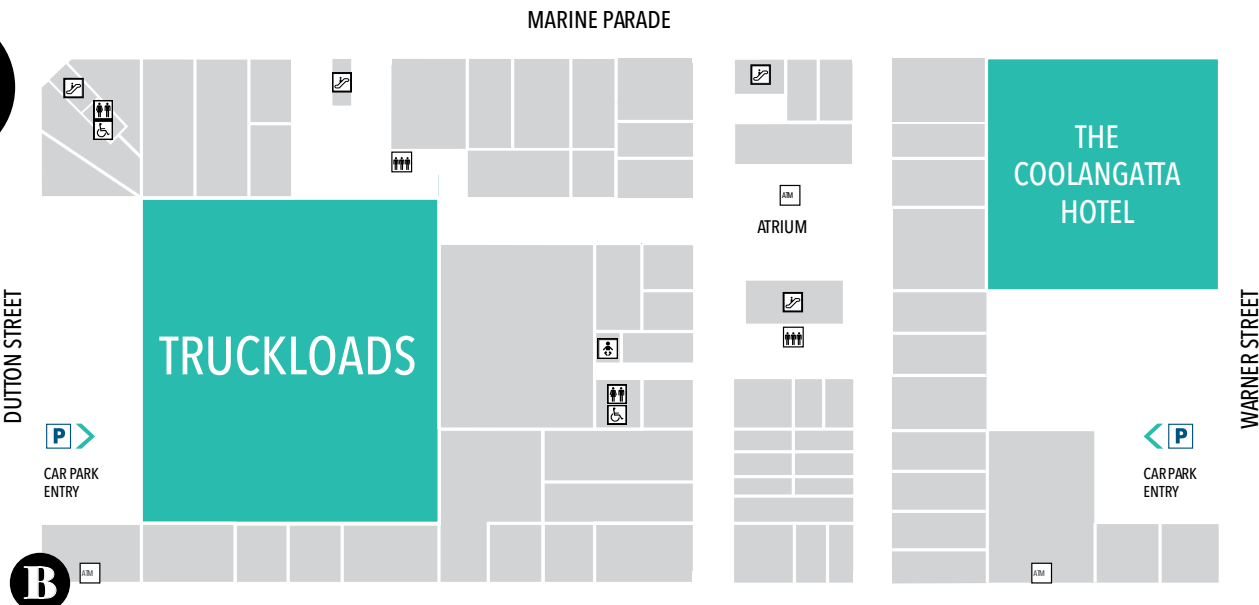 MARINE PARADE
THE
COOLANGATTA
HOTEL
ATM
ATRIUM
DUTTON STREET
TRUCKLOADS
WARNER STREET
P
CAR PARK
ENTRY
P
CAR PARK
ENTRY
B
ATM
ATM